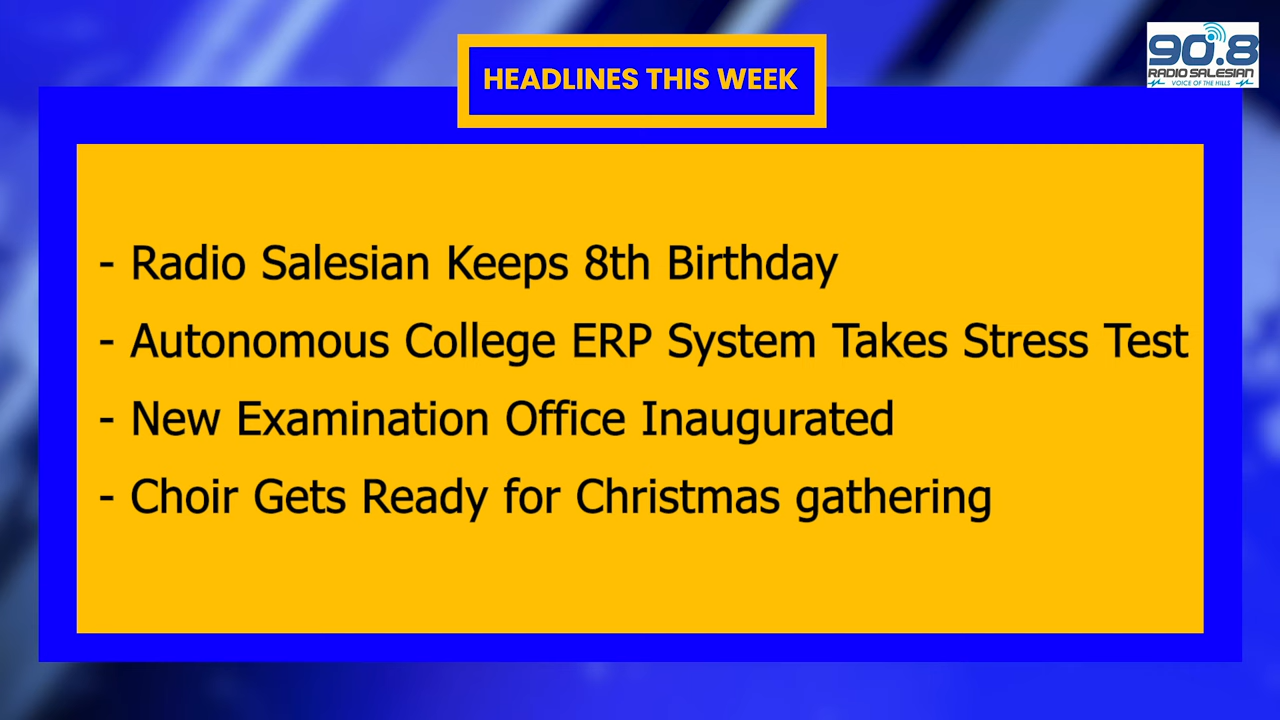 90.8
RADIO SALESIAN
VOICE OF THE HILLS
HEADLINES THIS WEEK
- Radio Salesian Keeps 8th Birthday
- Autonomous College ERP System Takes Stress Test
- New Examination Office Inaugurated
- Choir Gets Ready for Christmas gathering